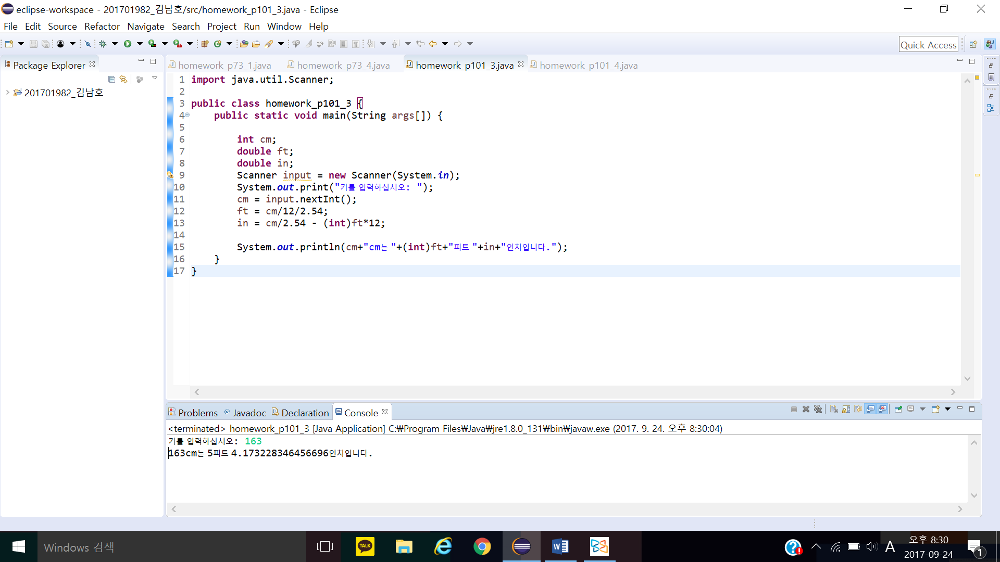 eclipse-workspace - 201701982_김남호/src/homework_p101_3.java - Eclipse
File Edit Source Refactor Navigate Search Project Run Window Help
Quick Access
Package Explorer
homework_p73_1.java homework_p73_4.java homework_p101_3.java homework_p101_4.java
201701982_김남호
1 import java.util.Scanner;
2
3 public class homework_p101_3 {
4 public static void main(String args[]) {
5
6 int cm;
7 double ft;
8 double in;
9 Scanner input = new Scanner(System.in);
10 System.out.print("키를 입력하십시오: ");
11 cm = input.nextInt();
12 ft = cm/12/2.54;
13 in = cm/2.54 - (int)ft*12;
14
15 System.out.println(cm+"cm는 "+(int)ft+"피트 "+in+"인치입니다.");
16 }
17 }
Problems @ Javadoc Declaration Console
<terminated> homework_p101_3 [Java Application] C:₩Program Files₩Java₩jre1.8.0_131₩bin₩javaw.exe (2017. 9. 24. 오후 8:30:04)
키를 입력하십시오: 163
163cm는 5피트 4.173228346456696인치입니다.
Windows 검색
TALK
A
오후 8:30
2017-09-24
1